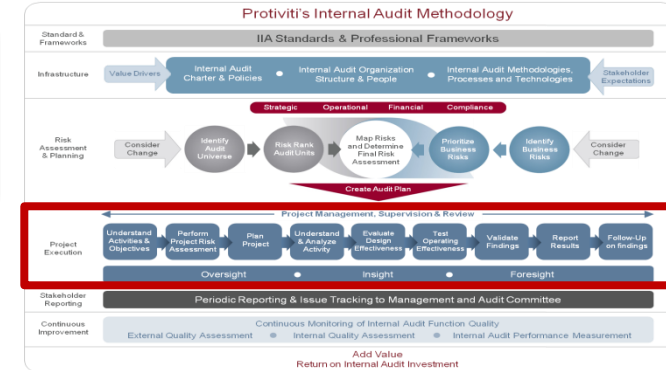 Protiviti's Internal Audit Methodology
Standard &
Frameworks
IIA Standards & Professional Frameworks
Infrastructure
Value Drivers
Internal Audit
Charter & Policies
Internal Audit Organization
Structure & People
Internal Audit Methodologies,
Processes and Technologies
Stakeholder
Expectations
Strategic Operational Financial Compliance
Risk
Assessment
& Planning
Consider
Change
Identify
Audit
Universe
Risk Rank
Audit Units
Map Risks
and Determine
Final Risk
Assessment
Prioritize
Business
Risks
Identify
Business
Risks
Consider
Change
Create Audit Plan
Project Management, Supervision & Review
Project
Execution
Understand
Activities &
Objectives
Perform
Project Risk
Assessment
Plan
Project
Understand
& Analyze
Activity
Evaluate
Design
Effectiveness
Test
Operating
Effectiveness
Validate
Findings
Report
Results
Follow-Up
on findings
Oversight Insight Foresight
Stakeholder
Reporting
Periodic Reporting & Issue Tracking to Management and Audit Committee
Continuous
Improvement
Continuous Monitoring of Internal Audit Function Quality
External Quality Assessment Internal Quality Assessment Internal Audit Performance Measurement
Add Value
Return on Internal Audit Investment